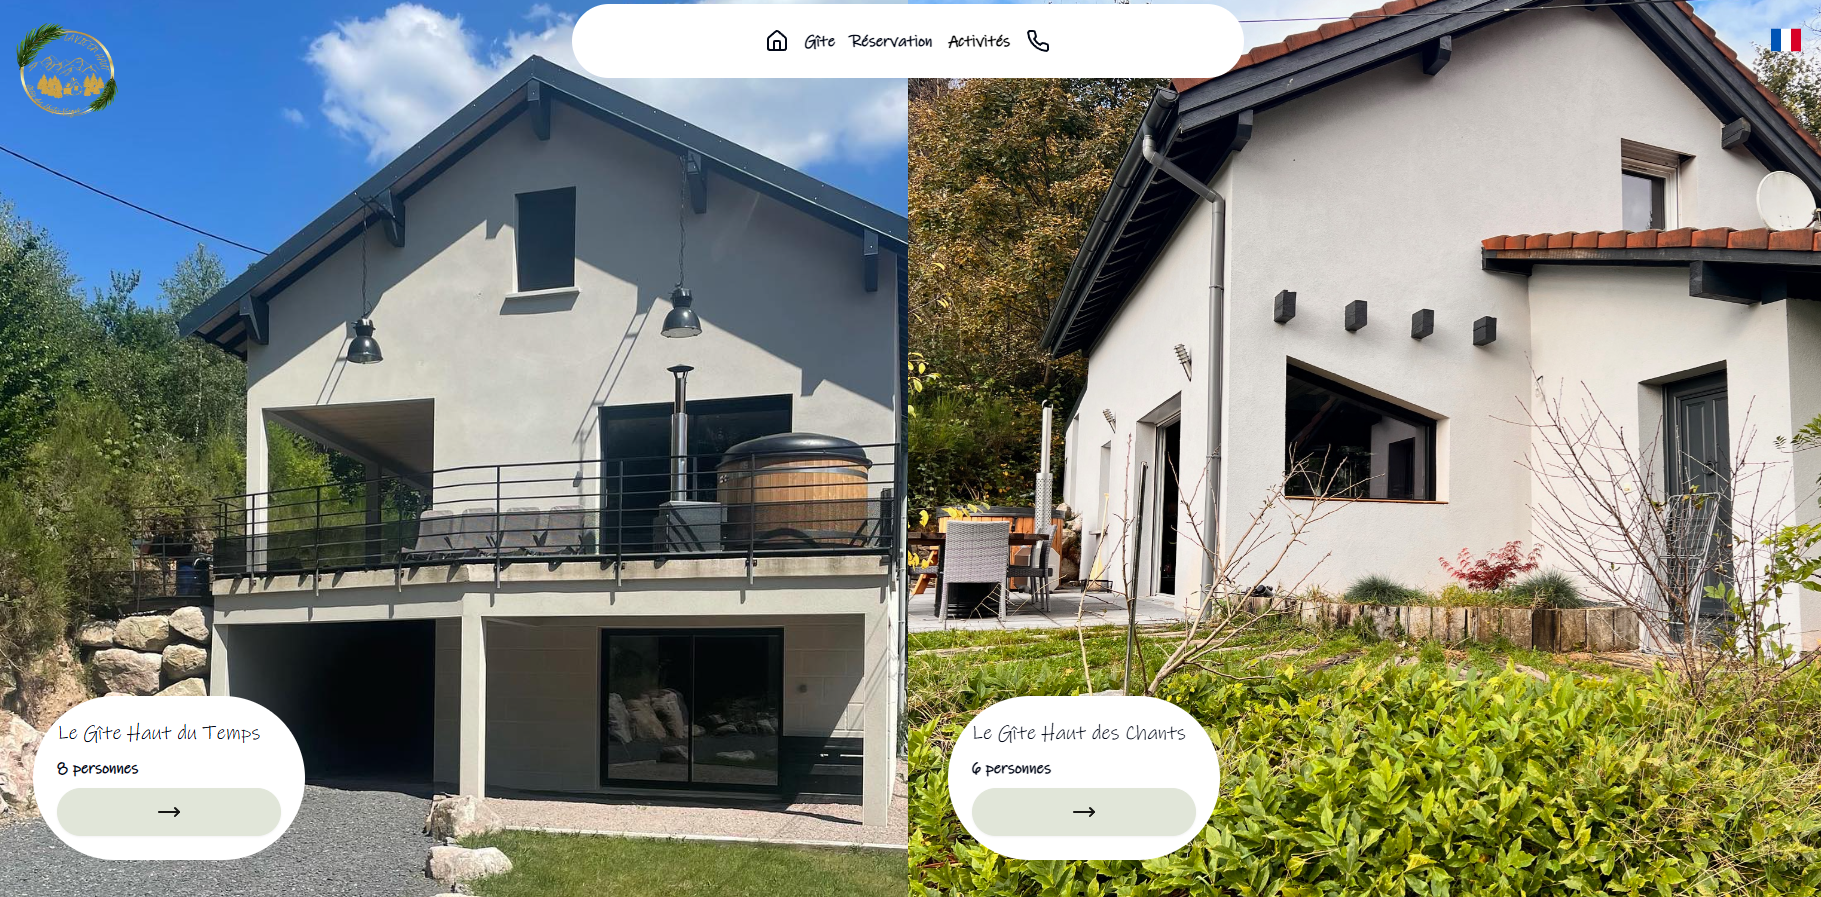 Gîte Réservation Activités
Le Gîte Haut du Temps
8 personnes
Le Gîte Haut des Chants
6 personnes